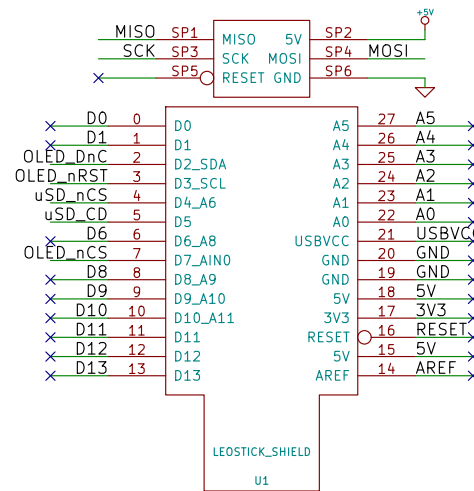 +5V
MISO SP1 MISO 5V SP2
SCK SP3 SCK MOSI SP4 MOSI
SP5 RESET GND SP6
D0 0 D0 A5 27 A5
D1 1 D1 A4 26 A4
OLED_DnC 2 D2_SDA A3 25 A3
OLED_nRST 3 D3_SCL A2 24 A2
uSD_nCS 4 D4_A6 A1 23 A1
uSD_CD 5 D5 A0 22 A0
D6 6 D6_A8 USBVCC 21 USBVCC
OLED_nCS 7 D7_AIN0 GND 20 GND
D8 8 D8_A9 GND 19 GND
D9 9 D9_A10 5V 18 5V
D10 10 D10_A11 3V3 17 3V3
D11 11 D11 RESET 16 RESET
D12 12 D12 5V 15 5V
D13 13 D13 AREF 14 AREF
LEOSTICK_SHIELD
U1